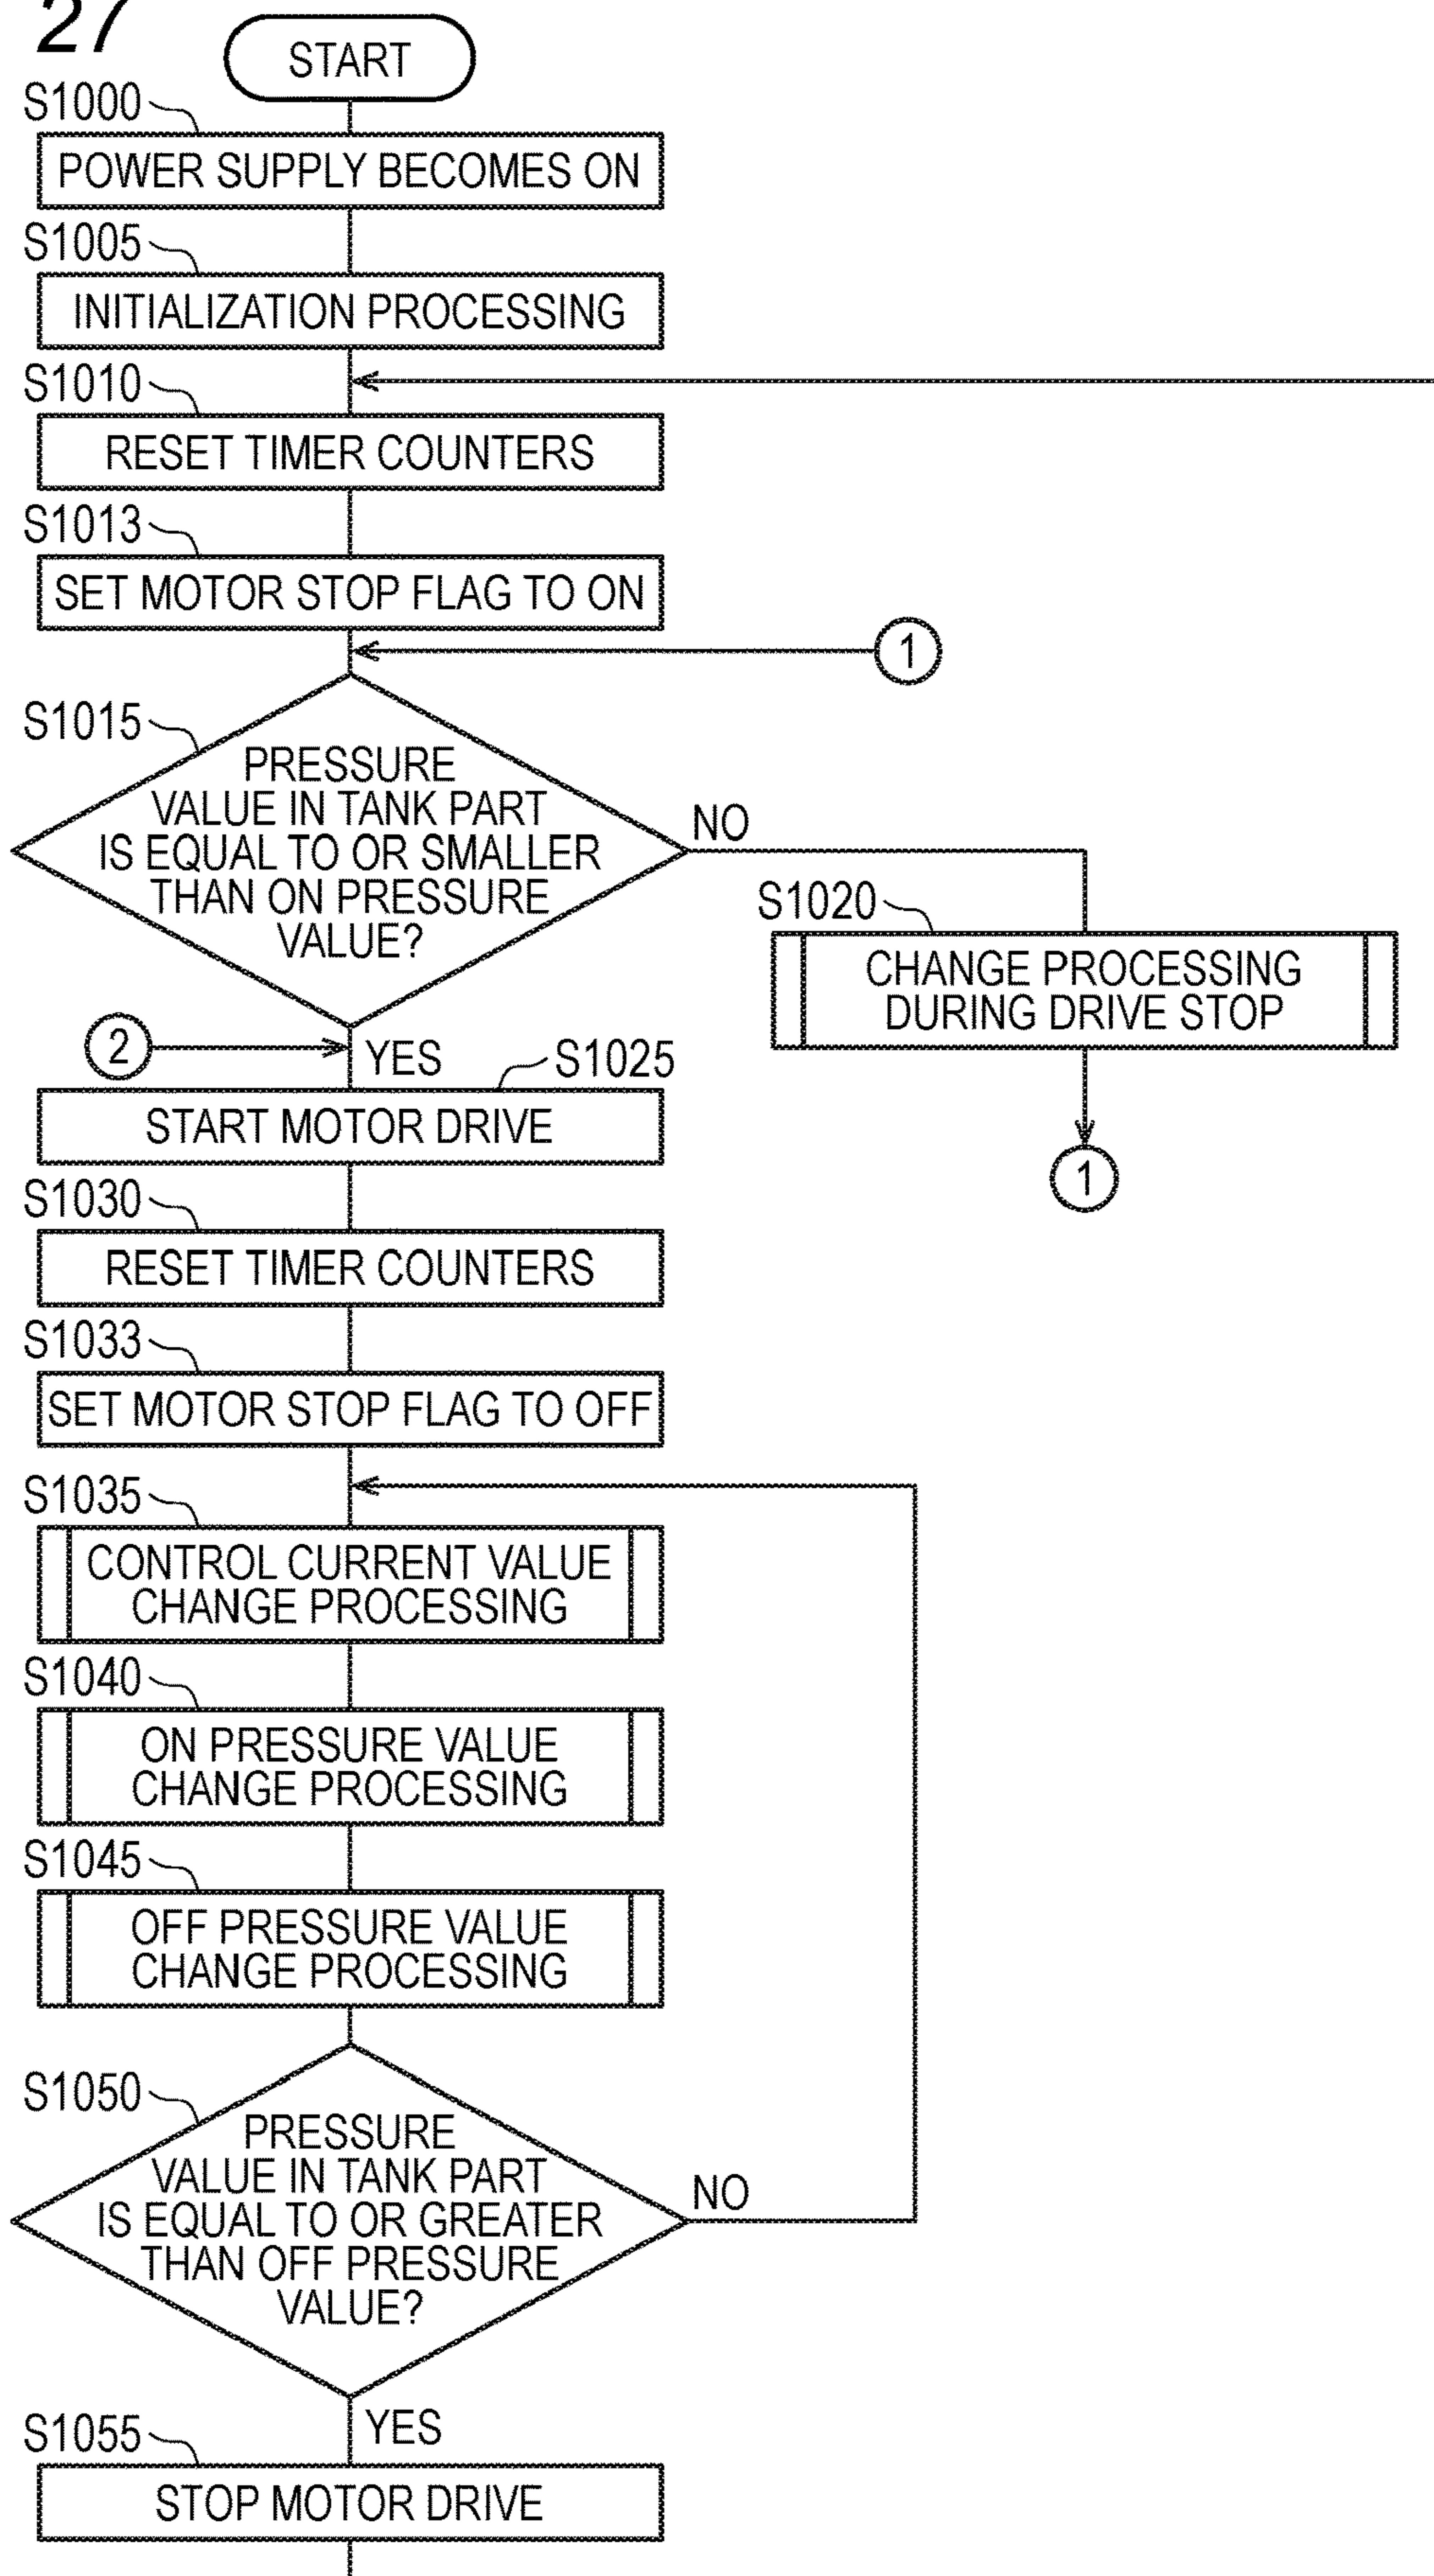 27
START
S1000
POWER SUPPLY BECOMES ON
S1005
INITIALIZATION PROCESSING
S1010
RESET TIMER COUNTERS
S1013
SET MOTOR STOP FLAG TO ON
1
S1015
PRESSURE
VALUE IN TANK PART
IS EQUAL TO OR SMALLER
THAN ON PRESSURE
VALUE?
NO
S1020
CHANGE PROCESSING
DURING DRIVE STOP
1
2
YES
S1025
START MOTOR DRIVE
S1030
RESET TIMER COUNTERS
S1033
SET MOTOR STOP FLAG TO OFF
S1035
CONTROL CURRENT VALUE
CHANGE PROCESSING
S1040
ON PRESSURE VALUE
CHANGE PROCESSING
S1045
OFF PRESSURE VALUE
CHANGE PROCESSING
S1050
PRESSURE
VALUE IN TANK PART
IS EQUAL TO OR GREATER
THAN OFF PRESSURE
VALUE?
NO
YES
S1055
STOP MOTOR DRIVE